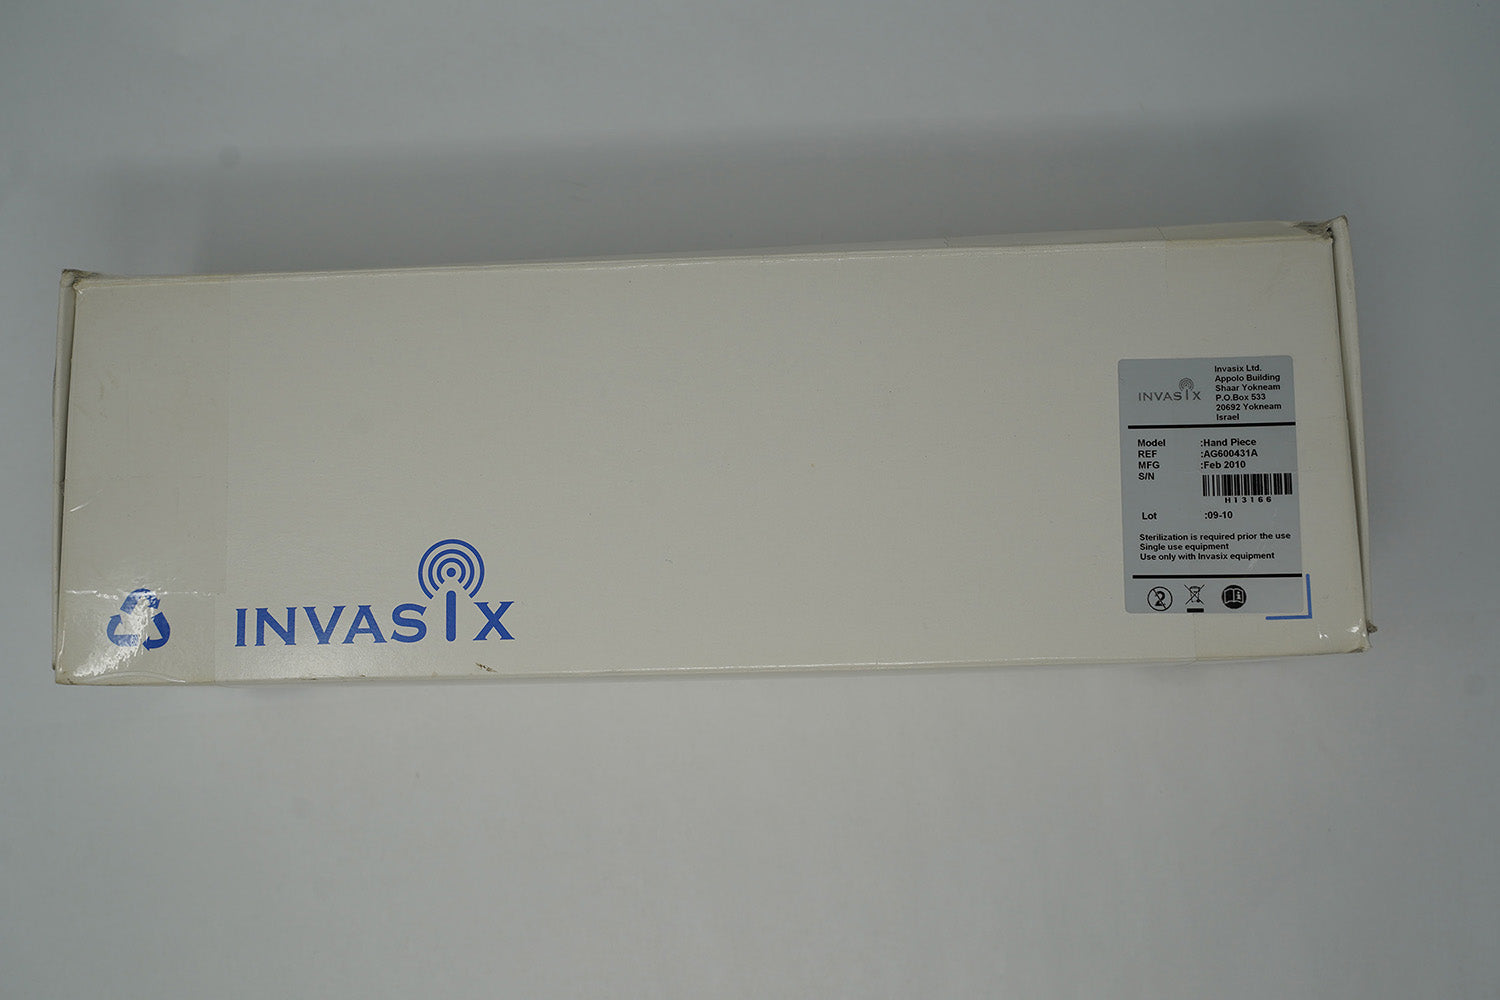 INVASIX
INVASIX
Invasix Ltd.
Appolo Building
Shaar Yokneam
P.O.Box 533
20692 Yokneam
Israel
Model :Hand Piece
REF :AG600431A
MFG :Feb 2010
S/N
H13166
Lot :09-10
Sterilization is required prior the use
Single use equipment
Use only with Invasix equipment
2